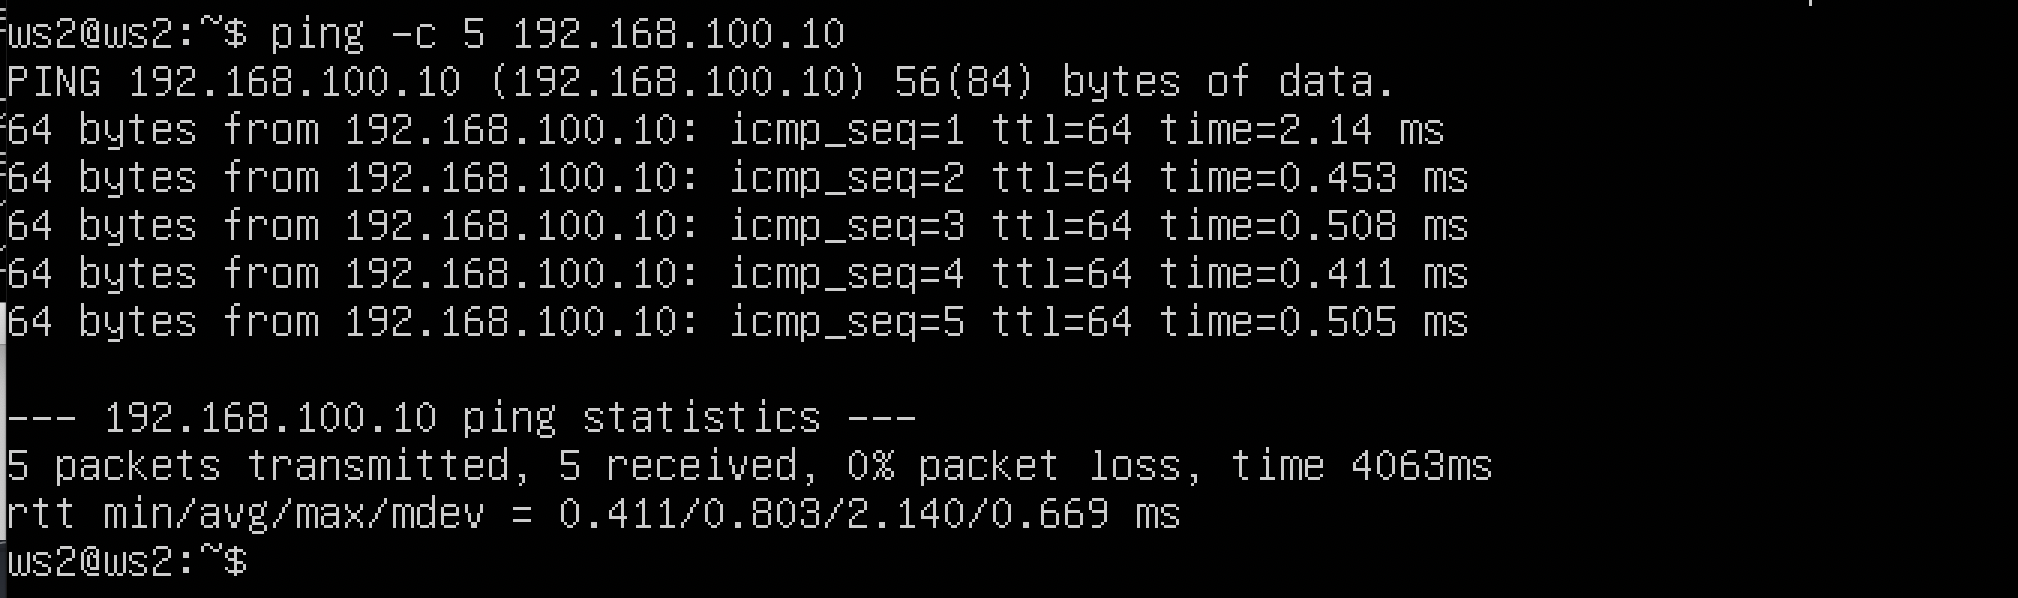 ws2@ws2:~$ ping -c 5 192.168.100.10
PING 192.168.100.10 (192.168.100.10) 56(84) bytes of data.
64 bytes from 192.168.100.10: icmp_seq=1 ttl=64 time=2.14 ms
64 bytes from 192.168.100.10: icmp_seq=2 ttl=64 time=0.453 ms
64 bytes from 192.168.100.10: icmp_seq=3 ttl=64 time=0.508 ms
64 bytes from 192.168.100.10: icmp_seq=4 ttl=64 time=0.411 ms
64 bytes from 192.168.100.10: icmp_seq=5 ttl=64 time=0.505 ms

--- 192.168.100.10 ping statistics ---
5 packets transmitted, 5 received, 0% packet loss, time 4063ms
rtt min/avg/max/mdev = 0.411/0.803/2.140/0.669 ms
ws2@ws2:~$